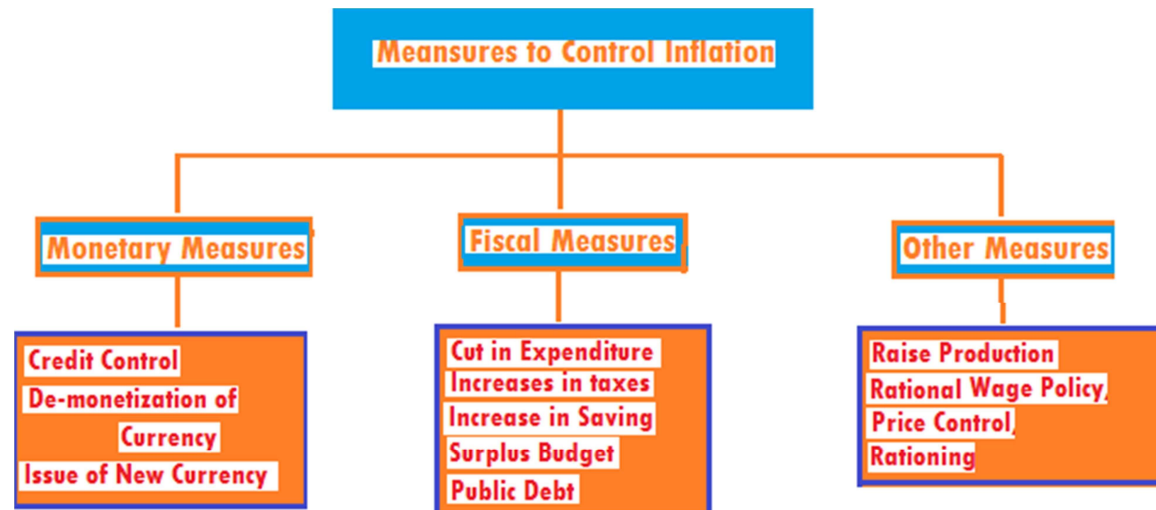 Meansures to Control Inflation
Monetary Measures
Fiscal Measures
Other Measures
Credit Control
De-monetization of
Currency
Issue of New Currency
Cut in Expenditure
Increases in taxes
Increase in Saving
Surplus Budget
Public Debt
Raise Production
Rational Wage Policy,
Price Control,
Rationing